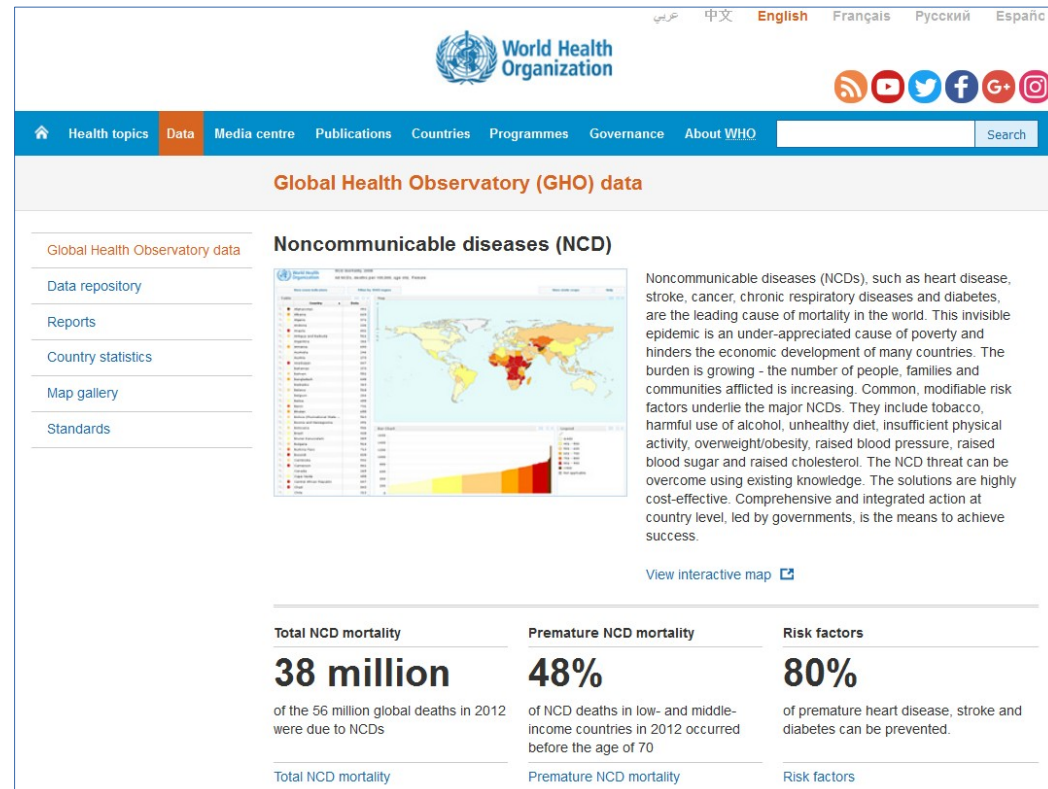 عربي 中文 English Français Русский Españo
World Health
Organization
Health topics Data Media centre Publications Countries Programmes Governance About WHO Search
Global Health Observatory (GHO) data
Global Health Observatory data
Data repository
Reports
Country statistics
Map gallery
Standards
Noncommunicable diseases (NCD)
World Health
Organization
Noncommunicable diseases (NCDs), such as heart disease,
stroke, cancer, chronic respiratory diseases and diabetes,
are the leading cause of mortality in the world. This invisible
epidemic is an under-appreciated cause of poverty and
hinders the economic development of many countries. The
burden is growing - the number of people, families and
communities afflicted is increasing. Common, modifiable risk
factors underlie the major NCDs. They include tobacco,
harmful use of alcohol, unhealthy diet, insufficient physical
activity, overweight/obesity, raised blood pressure, raised
blood sugar and raised cholesterol. The NCD threat can be
overcome using existing knowledge. The solutions are highly
cost-effective. Comprehensive and integrated action at
country level, led by governments, is the means to achieve
success.
View interactive map
Total NCD mortality
38 million
of the 56 million global deaths in 2012
were due to NCDs
Total NCD mortality
Premature NCD mortality
48%
of NCD deaths in low- and middle-
income countries in 2012 occurred
before the age of 70
Premature NCD mortality
Risk factors
80%
of premature heart disease, stroke and
diabetes can be prevented.
Risk factors